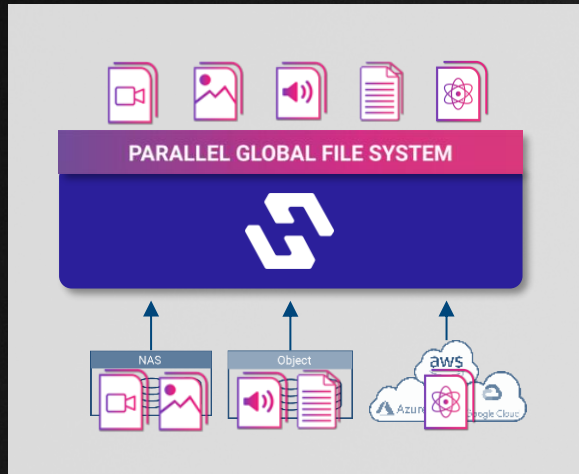 PARALLEL GLOBAL FILE SYSTEM
NAS
Object
aws
Azure
Google Cloud